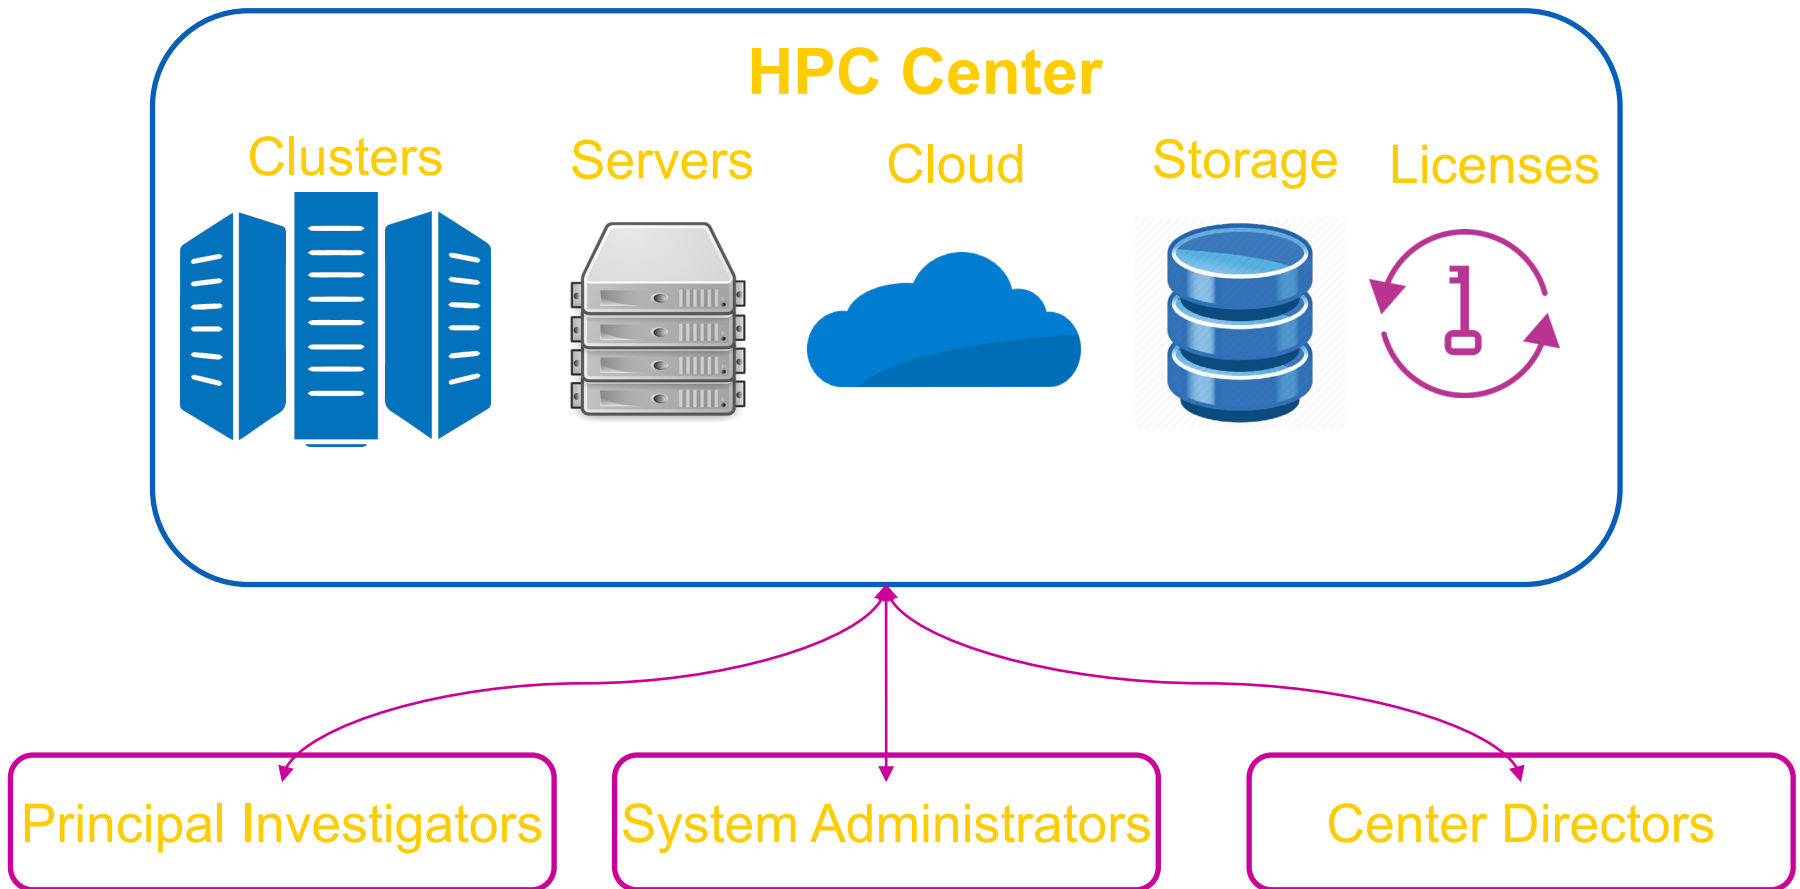 HPC Center
Clusters
Servers
Cloud
Storage
Licenses
Principal Investigators
System Administrators
Center Directors